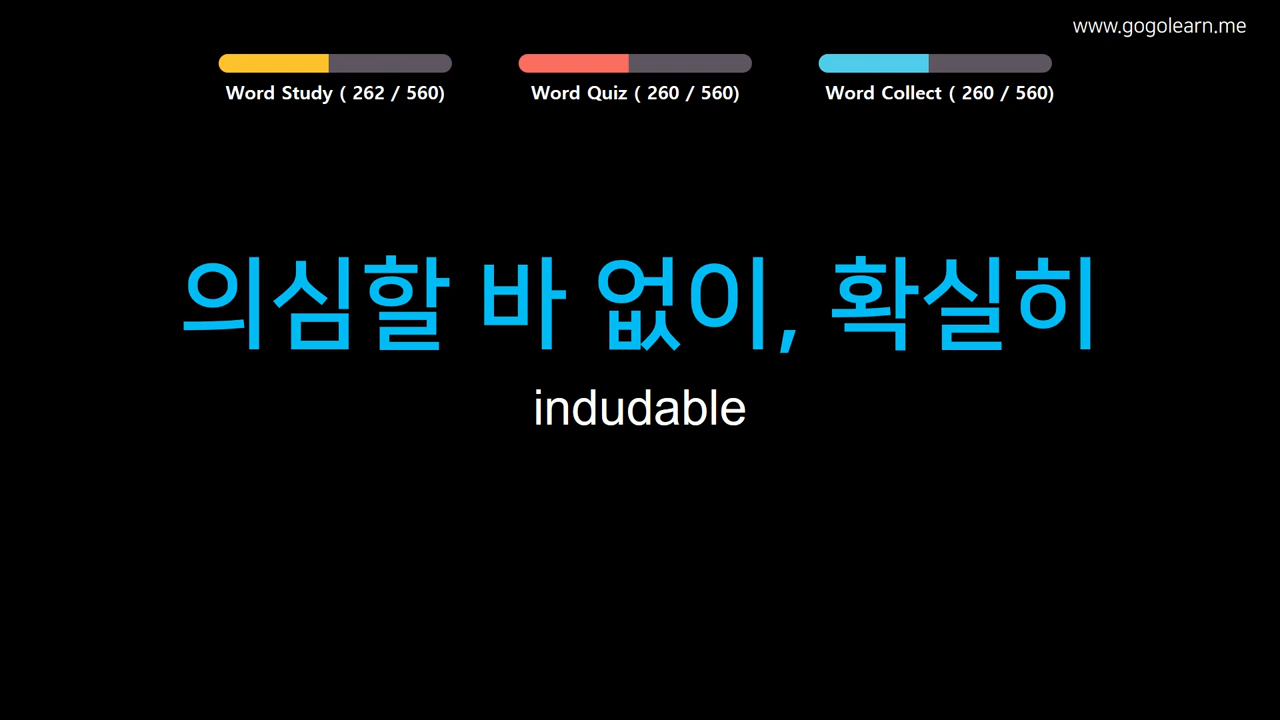 www.gogolearn.me
Word Study ( 262 / 560)
Word Quiz ( 260 / 560)
Word Collect ( 260 / 560)
의심할 바 없이, 확실히
indudable